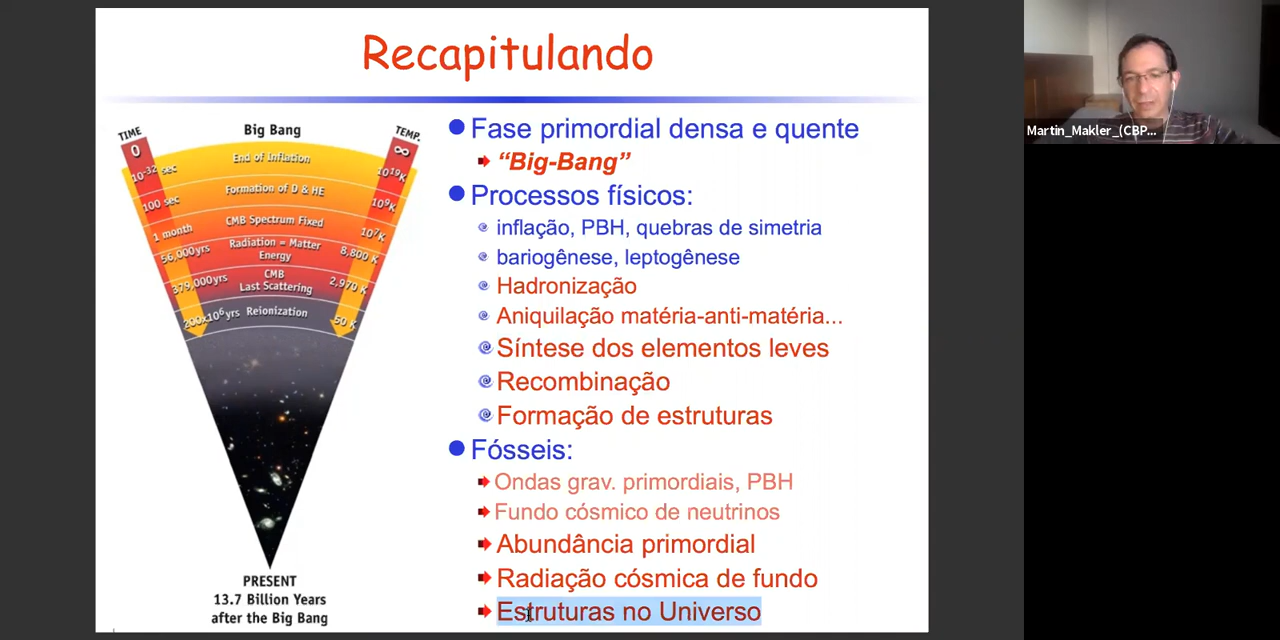 Recapitulando
TIME
Big Bang
TEMP.
0
End of Inflation
∞
10⁻³² sec
10¹⁹K
Formation of D & HE
100 sec
10⁹K
CMB Spectrum Fixed
1 month
10⁷K
Radiation = Matter
Energy
56,000yrs
8,800 K
CMB
Last Scattering
379,000yrs
2,970 K
Reionization
200x10⁶yrs
50 K
PRESENT
13.7 Billion Years
after the Big Bang
Fase primordial densa e quente
“Big-Bang”
Processos físicos:
inflação, PBH, quebras de simetria
bariogênese, leptogênese
Hadronização
Aniquilação matéria-anti-matéria...
Síntese dos elementos leves
Recombinação
Formação de estruturas
Fósseis:
Ondas grav. primordiais, PBH
Fundo cósmico de neutrinos
Abundância primordial
Radiação cósmica de fundo
Estruturas no Universo
Martin_Makler_(CBP...